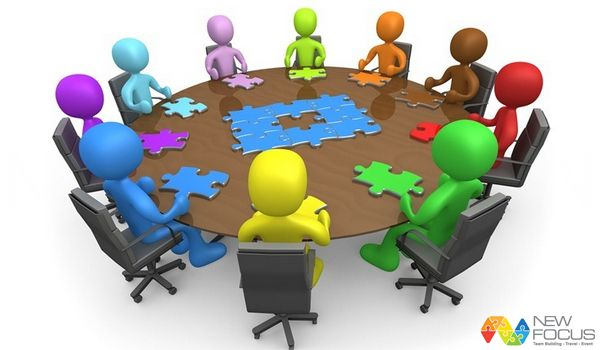 NEW
FOCUS
Team Building - Travel - Event